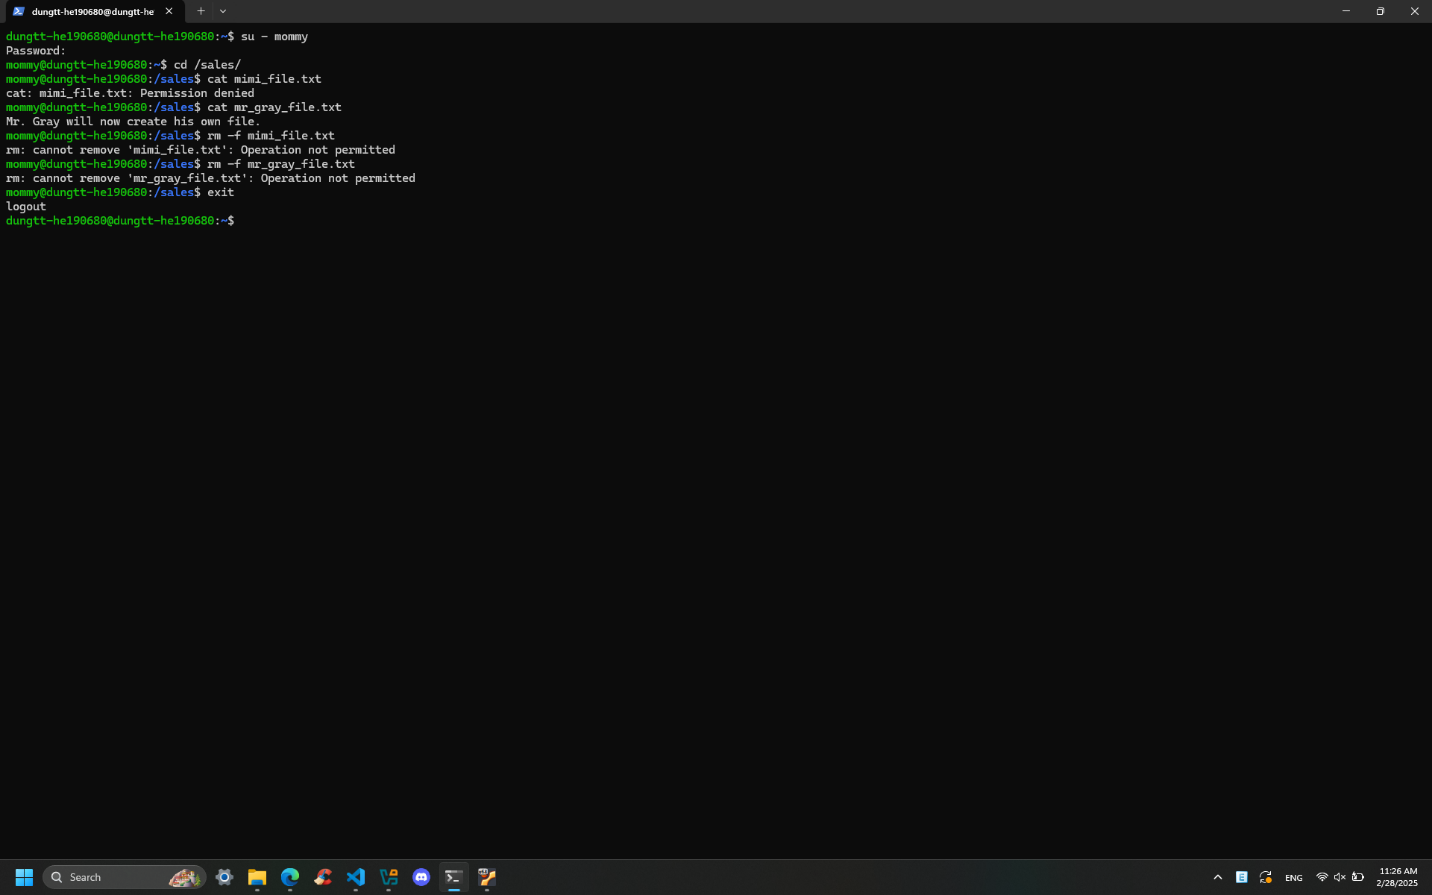 dungtt-he190680@dungtt-he
dungtt-he190680@dungtt-he190680:~$ su - mommy
Password:
mommy@dungtt-he190680:~$ cd /sales/
mommy@dungtt-he190680:/sales$ cat mimi_file.txt
cat: mimi_file.txt: Permission denied
mommy@dungtt-he190680:/sales$ cat mr_gray_file.txt
Mr. Gray will now create his own file.
mommy@dungtt-he190680:/sales$ rm -f mimi_file.txt
rm: cannot remove 'mimi_file.txt': Operation not permitted
mommy@dungtt-he190680:/sales$ rm -f mr_gray_file.txt
rm: cannot remove 'mr_gray_file.txt': Operation not permitted
mommy@dungtt-he190680:/sales$ exit
logout
dungtt-he190680@dungtt-he190680:~$
Search
E
ENG
11:26 AM
2/28/2025